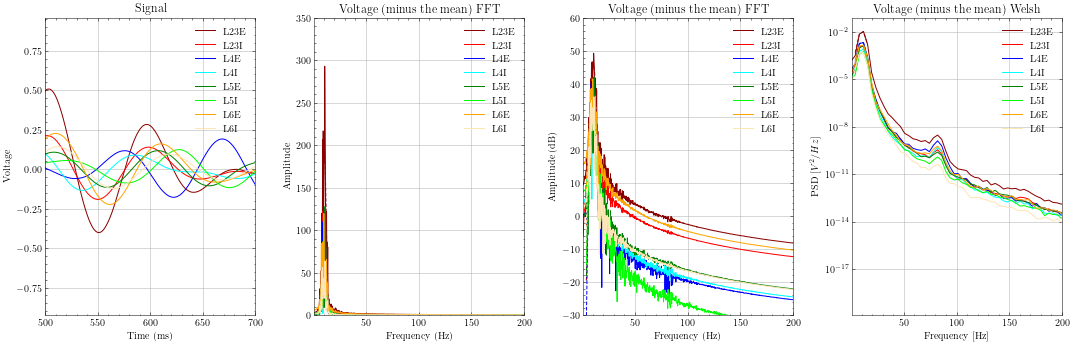 Signal
Voltage
0.75
0.50
0.25
0.00
−0.25
−0.50
−0.75
500
550
600
650
700
Time (ms)
L23E
L23I
L4E
L4I
L5E
L5I
L6E
L6I
Voltage (minus the mean) FFT
Amplitude
350
300
250
200
150
100
50
0
50
100
150
200
Frequency (Hz)
L23E
L23I
L4E
L4I
L5E
L5I
L6E
L6I
Voltage (minus the mean) FFT
Amplitude (dB)
60
50
40
30
20
10
0
−10
−20
−30
50
100
150
200
Frequency (Hz)
L23E
L23I
L4E
L4I
L5E
L5I
L6E
L6I
Voltage (minus the mean) Welsh
PSD [V²/Hz]
10⁻²
10⁻⁵
10⁻⁸
10⁻¹¹
10⁻¹⁴
10⁻¹⁷
50
100
150
200
Frequency [Hz]
L23E
L23I
L4E
L4I
L5E
L5I
L6E
L6I